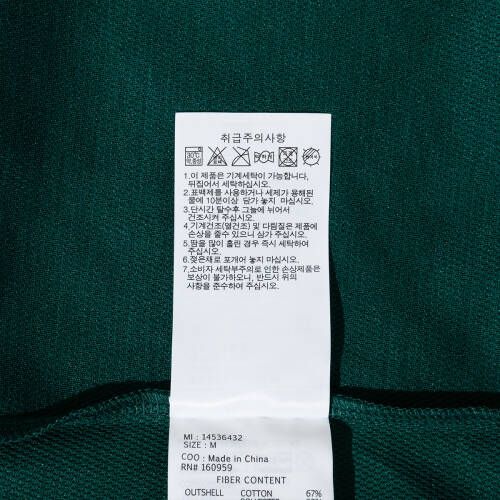 취급주의사항
30℃
약.중성
1.이 제품은 기계세탁이 가능합니다,
뒤집어서 세탁하십시오.
2.표백제를 사용하거나 세제가 용해된
물에 10분이상 담가 놓지 마십시오.
3.단시간 탈수후 그늘에 뉘어서
건조시켜 주십시오.
4.기계건조(열건조) 및 다림질은 제품에
손상을 줄수 있으니 삼가 주십시오.
5.땀을 많이 흘린 경우 즉시 세탁하여
주십시오.
6.젖은채로 포개어 놓지 마십시오.
7.소비자 세탁부주의로 인한 손상제품은
보상이 불가하오니, 반드시 위의
사항을 준수하여 주십시오.
MI : 14536432
SIZE : M
COO : Made in China
RN# 160959
FIBER CONTENT
OUTSHELL COTTON 67%